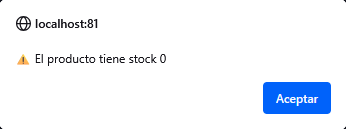 localhost:81
⚠️ El producto tiene stock 0
Aceptar